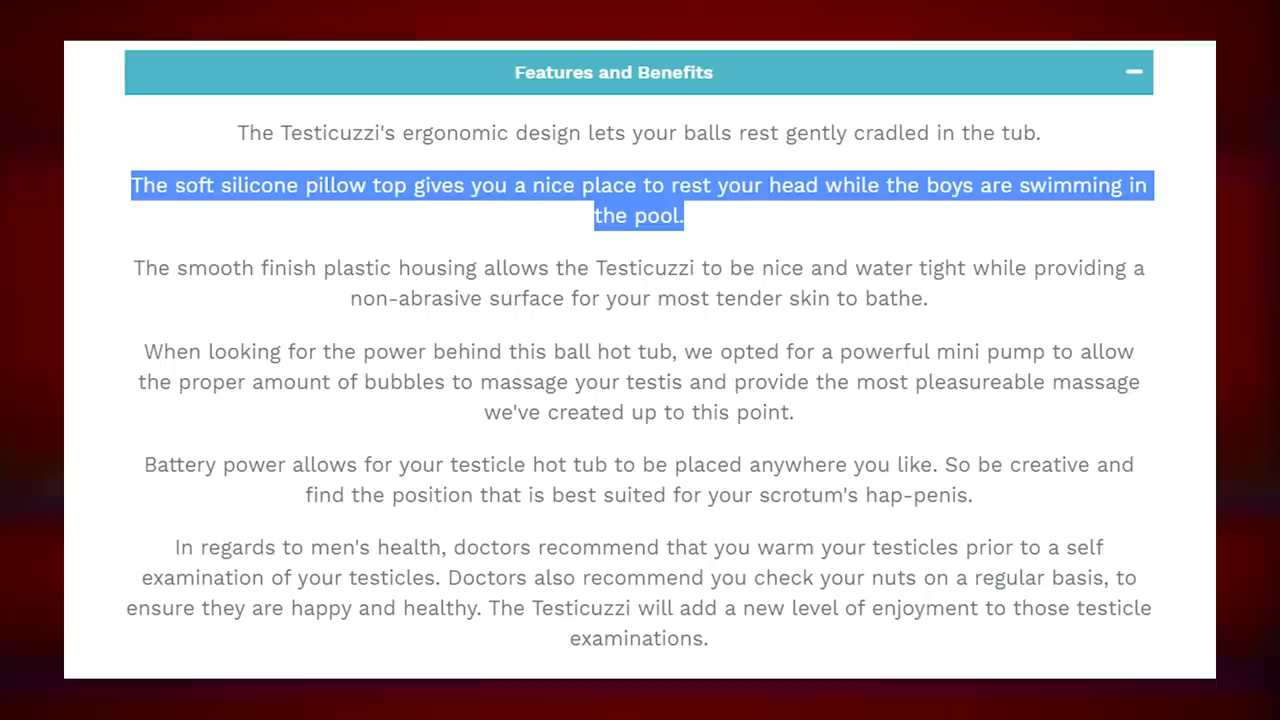 Features and Benefits
The Testicuzzi's ergonomic design lets your balls rest gently cradled in the tub.
The soft silicone pillow top gives you a nice place to rest your head while the boys are swimming in
the pool.
The smooth finish plastic housing allows the Testicuzzi to be nice and water tight while providing a
non-abrasive surface for your most tender skin to bathe.
When looking for the power behind this ball hot tub, we opted for a powerful mini pump to allow
the proper amount of bubbles to massage your testis and provide the most pleasureable massage
we've created up to this point.
Battery power allows for your testicle hot tub to be placed anywhere you like. So be creative and
find the position that is best suited for your scrotum's hap-penis.
In regards to men's health, doctors recommend that you warm your testicles prior to a self
examination of your testicles. Doctors also recommend you check your nuts on a regular basis, to
ensure they are happy and healthy. The Testicuzzi will add a new level of enjoyment to those testicle
examinations.